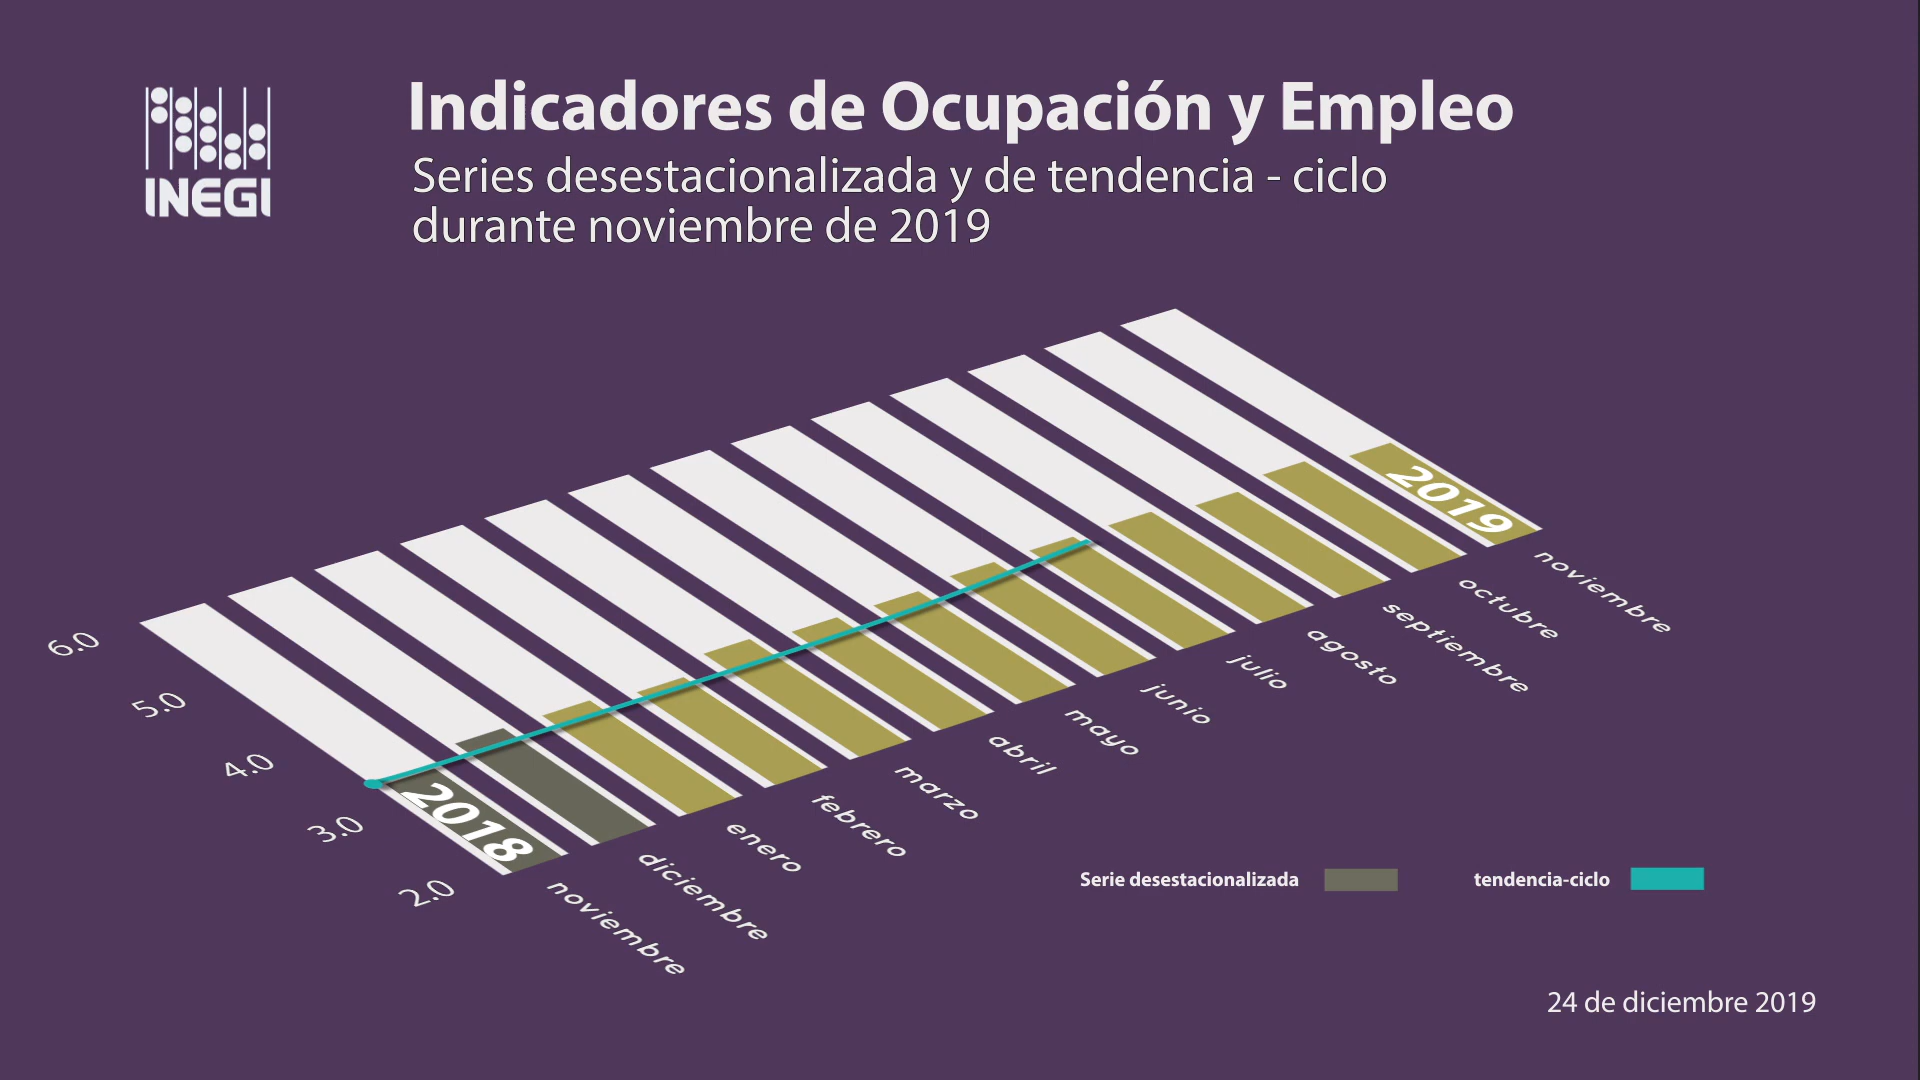 INEGI
Indicadores de Ocupación y Empleo
Series desestacionalizada y de tendencia - ciclo
durante noviembre de 2019
6.0
5.0
4.0
3.0
2.0
2018
2019
noviembre
diciembre
enero
febrero
marzo
abril
mayo
junio
julio
agosto
septiembre
octubre
noviembre
Serie desestacionalizada
tendencia-ciclo
24 de diciembre 2019